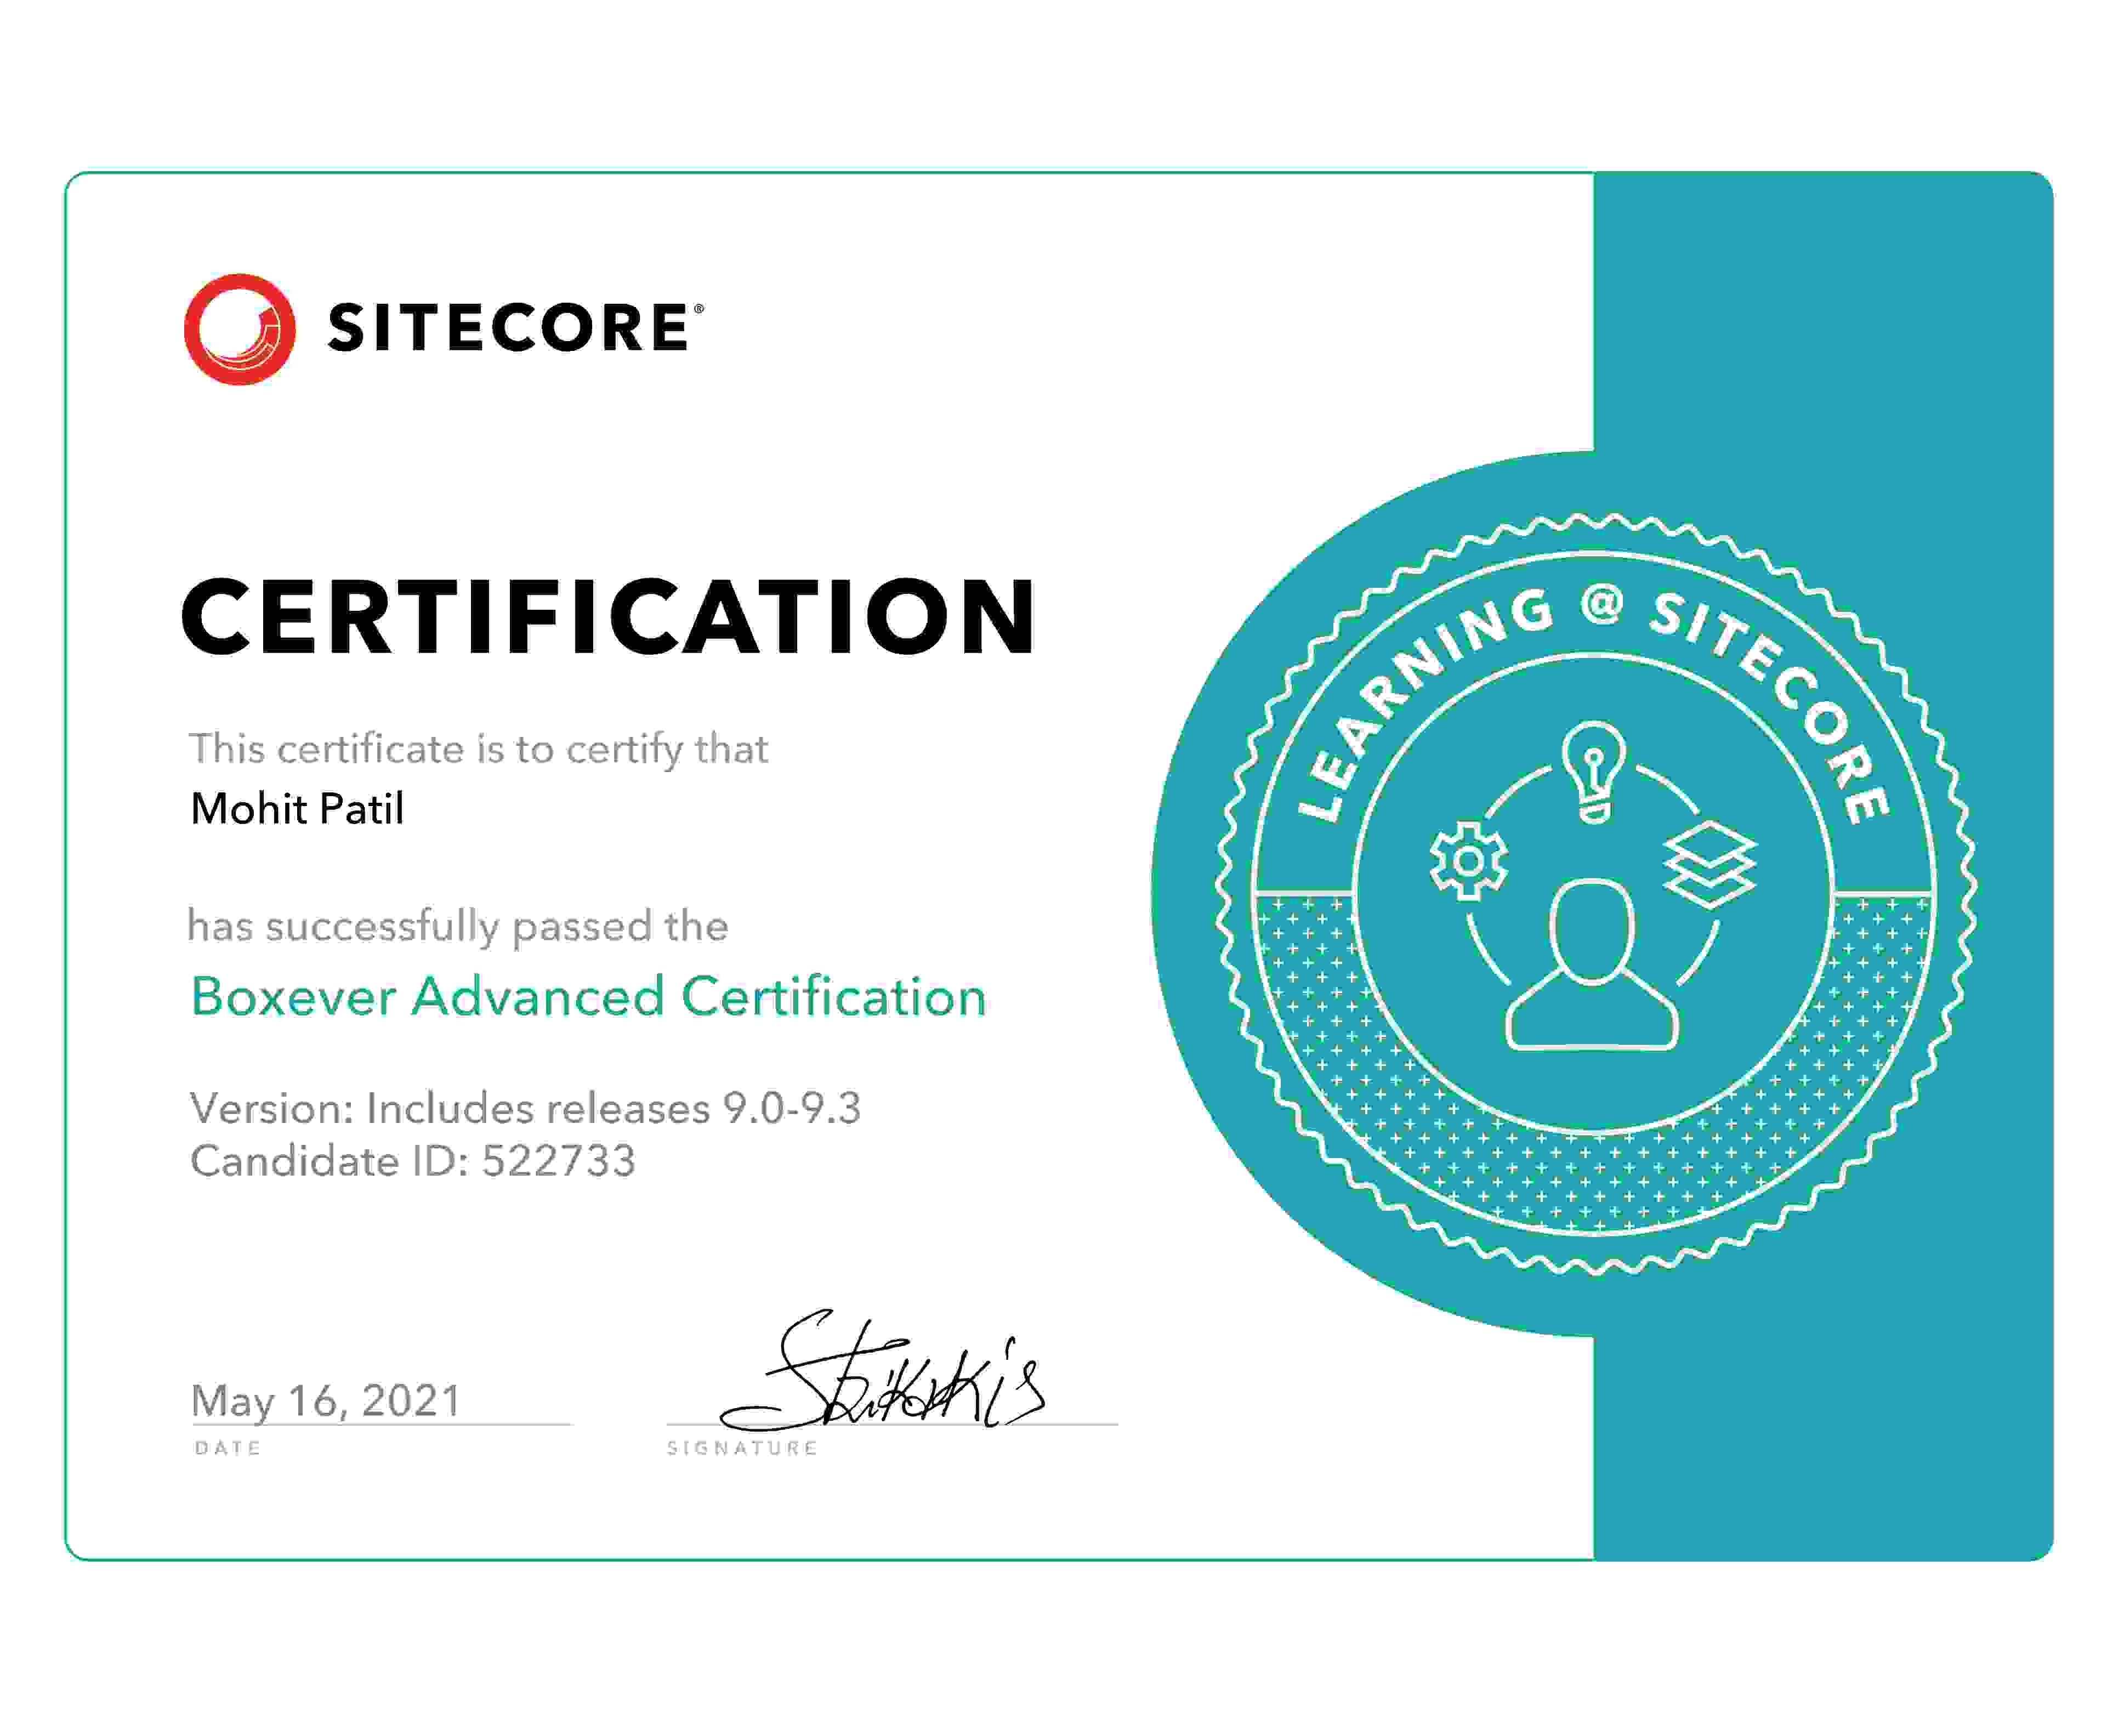 SITECORE®
CERTIFICATION
This certificate is to certify that
Mohit Patil
has successfully passed the
Boxever Advanced Certification
Version: Includes releases 9.0-9.3
Candidate ID: 522733
May 16, 2021
DATE
SIGNATURE
LEARNING @ SITECORE